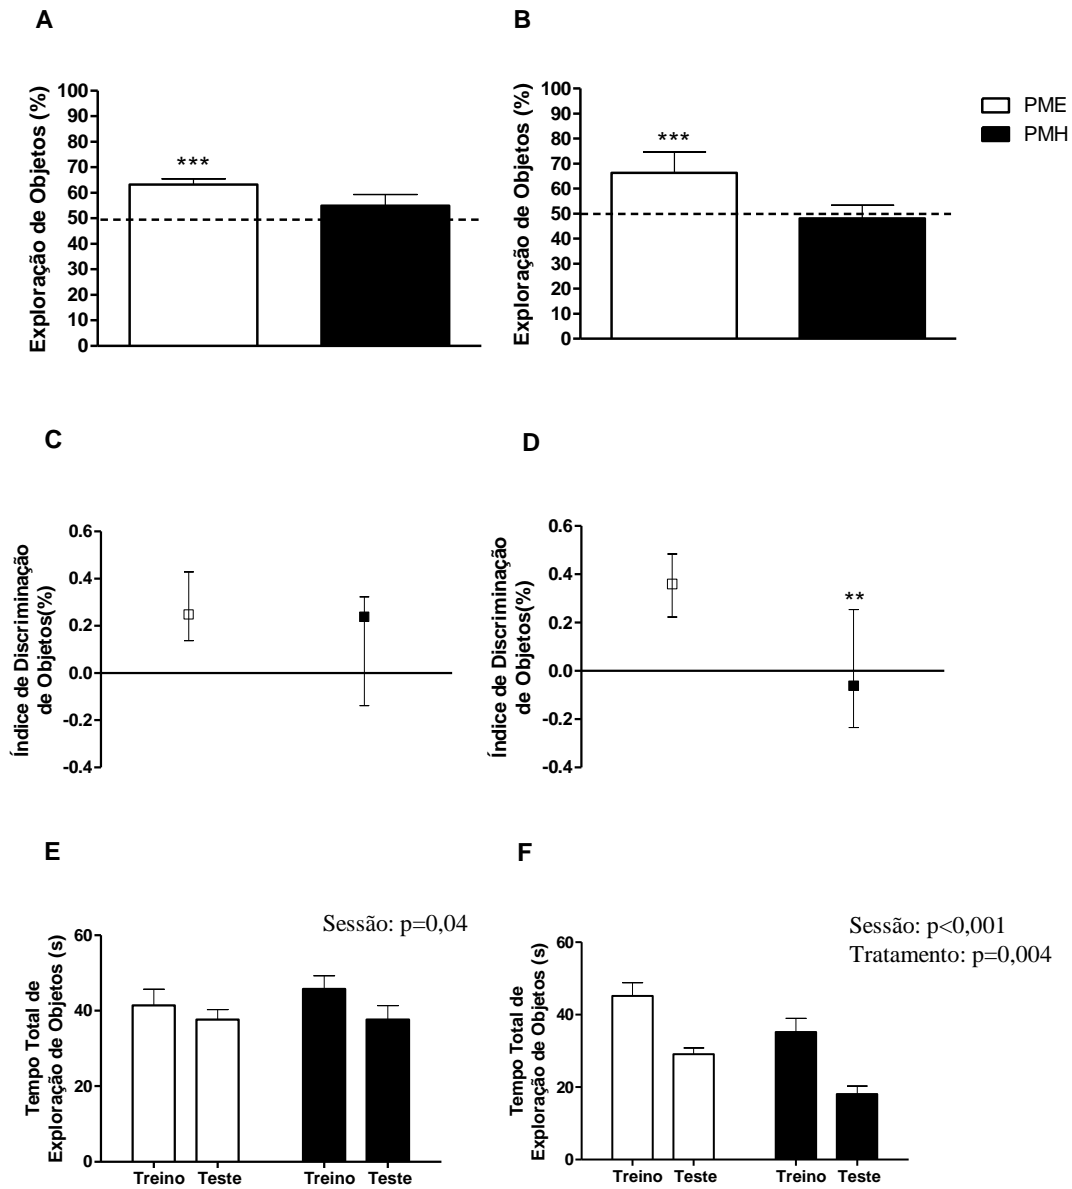 A
B
Exploração de Objetos (%)
100
90
80
70
60
50
40
30
20
10
0
***
Exploração de Objetos (%)
100
90
80
70
60
50
40
30
20
10
0
***
PME
PMH
C
D
Índice de Discriminação
de Objetos(%)
0.6
0.4
0.2
0.0
-0.2
-0.4
Índice de Discriminação
de Objetos(%)
0.6
0.4
0.2
0.0
-0.2
-0.4
**
E
F
Sessão: p=0,04
Tempo Total de
Exploração de Objetos (s)
60
40
20
0
Treino Teste Treino Teste
Sessão: p<0,001
Tratamento: p=0,004
Tempo Total de
Exploração de Objetos (s)
60
40
20
0
Treino Teste Treino Teste